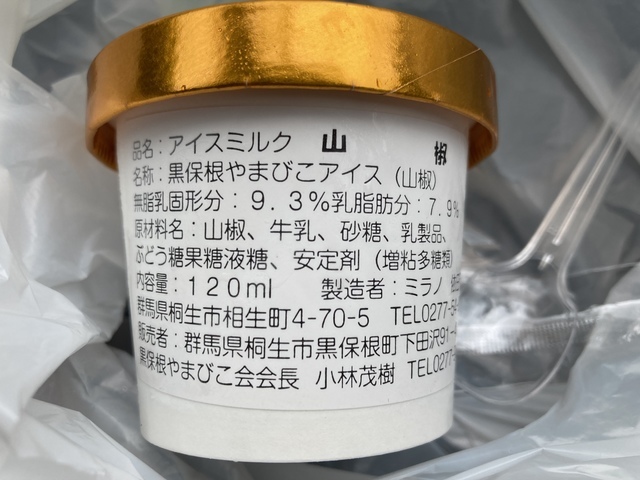 品名：アイスミルク　山　椒
名称：黒保根やまびこアイス（山椒）
無脂乳固形分：９.３％乳脂肪分：7.9％
原材料名：山椒、牛乳、砂糖、乳製品、
ぶどう糖果糖液糖、安定剤（増粘多糖類）
内容量：１２０ml　製造者：ミラノ
群馬県桐生市相生町4-70-5　TEL0277-54
販売者：群馬県桐生市黒保根町下田沢91
黒保根やまびこ会会長　小林茂樹　TEL0277